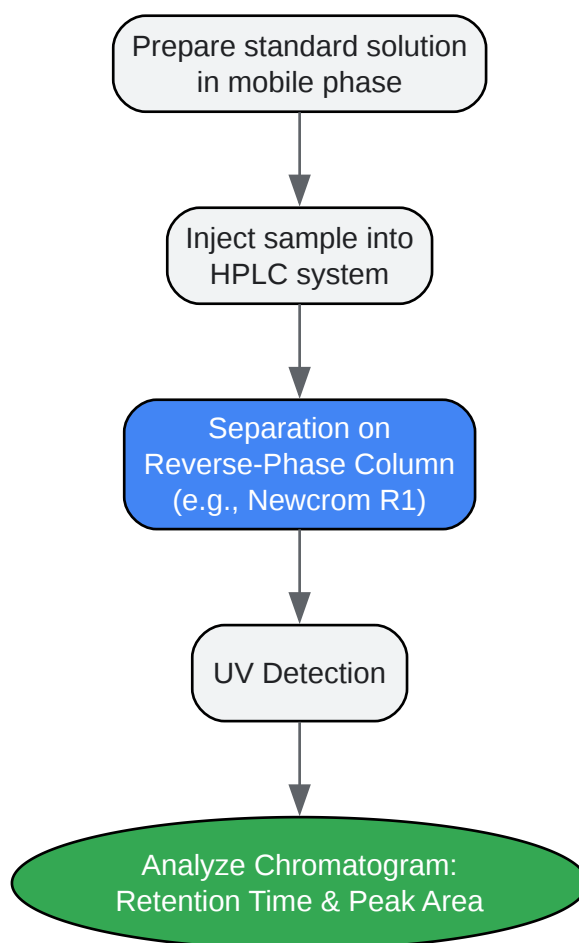 Prepare standard solution
in mobile phase
Inject sample into
HPLC system
Separation on
Reverse-Phase Column
(e.g., Newcrom R1)
UV Detection
Analyze Chromatogram:
Retention Time & Peak Area